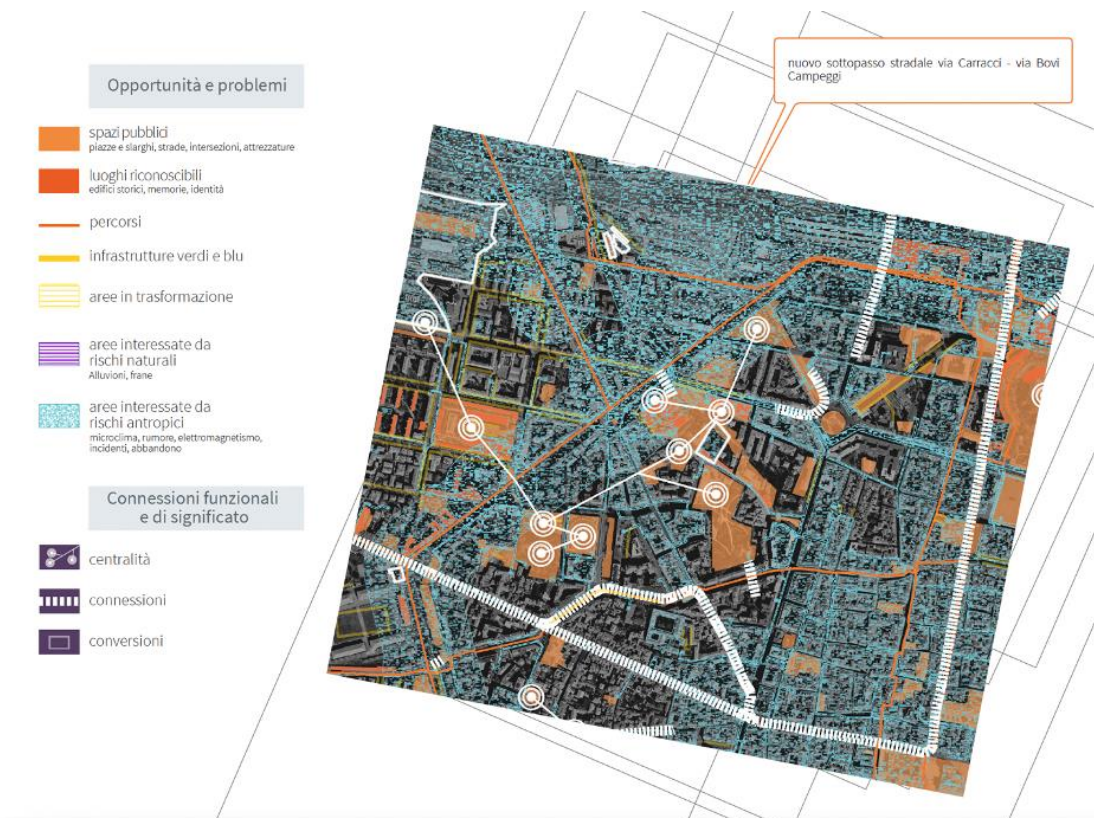 Opportunità e problemi
spazi pubblici
piazze e slarghi, strade, intersezioni, attrezzature
luoghi riconoscibili
edifici storici, memorie, identità
percorsi
infrastrutture verdi e blu
aree in trasformazione
aree interessate da
rischi naturali
Alluvioni, frane
aree interessate da
rischi antropici
microclima, rumore, elettromagnetismo,
incidenti, abbandono
Connessioni funzionali
e di significato
centralità
connessioni
conversioni
nuovo sottopasso stradale via Carracci - via Bovi
Campeggi